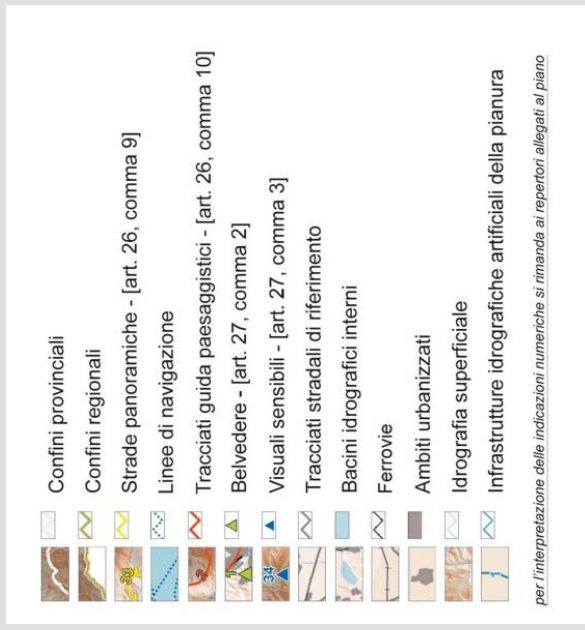 Confini provinciali
Confini regionali
Strade panoramiche - [art. 26, comma 9]
Linee di navigazione
Tracciati guida paesaggistici - [art. 26, comma 10]
Belvedere - [art. 27, comma 2]
34
Visuali sensibili - [art. 27, comma 3]
Tracciati stradali di riferimento
Bacini idrografici interni
Ferrovie
Ambiti urbanizzati
Idrografia superficiale
Infrastrutture idrografiche artificiali della pianura
per l'interpretazione delle indicazioni numeriche si rimanda ai repertori allegati al piano